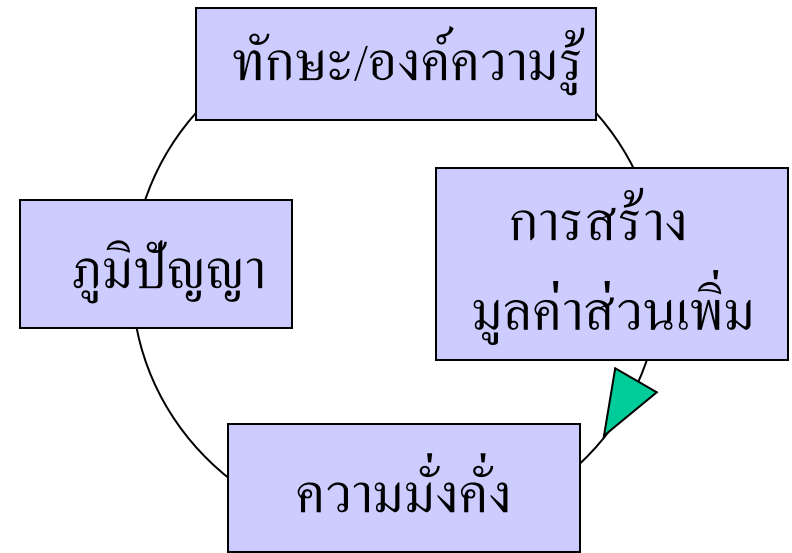 ทักษะ/องค์ความรู้
การสร้าง
มูลค่าส่วนเพิ่ม
ภูมิปัญญา
ความมั่งคั่ง